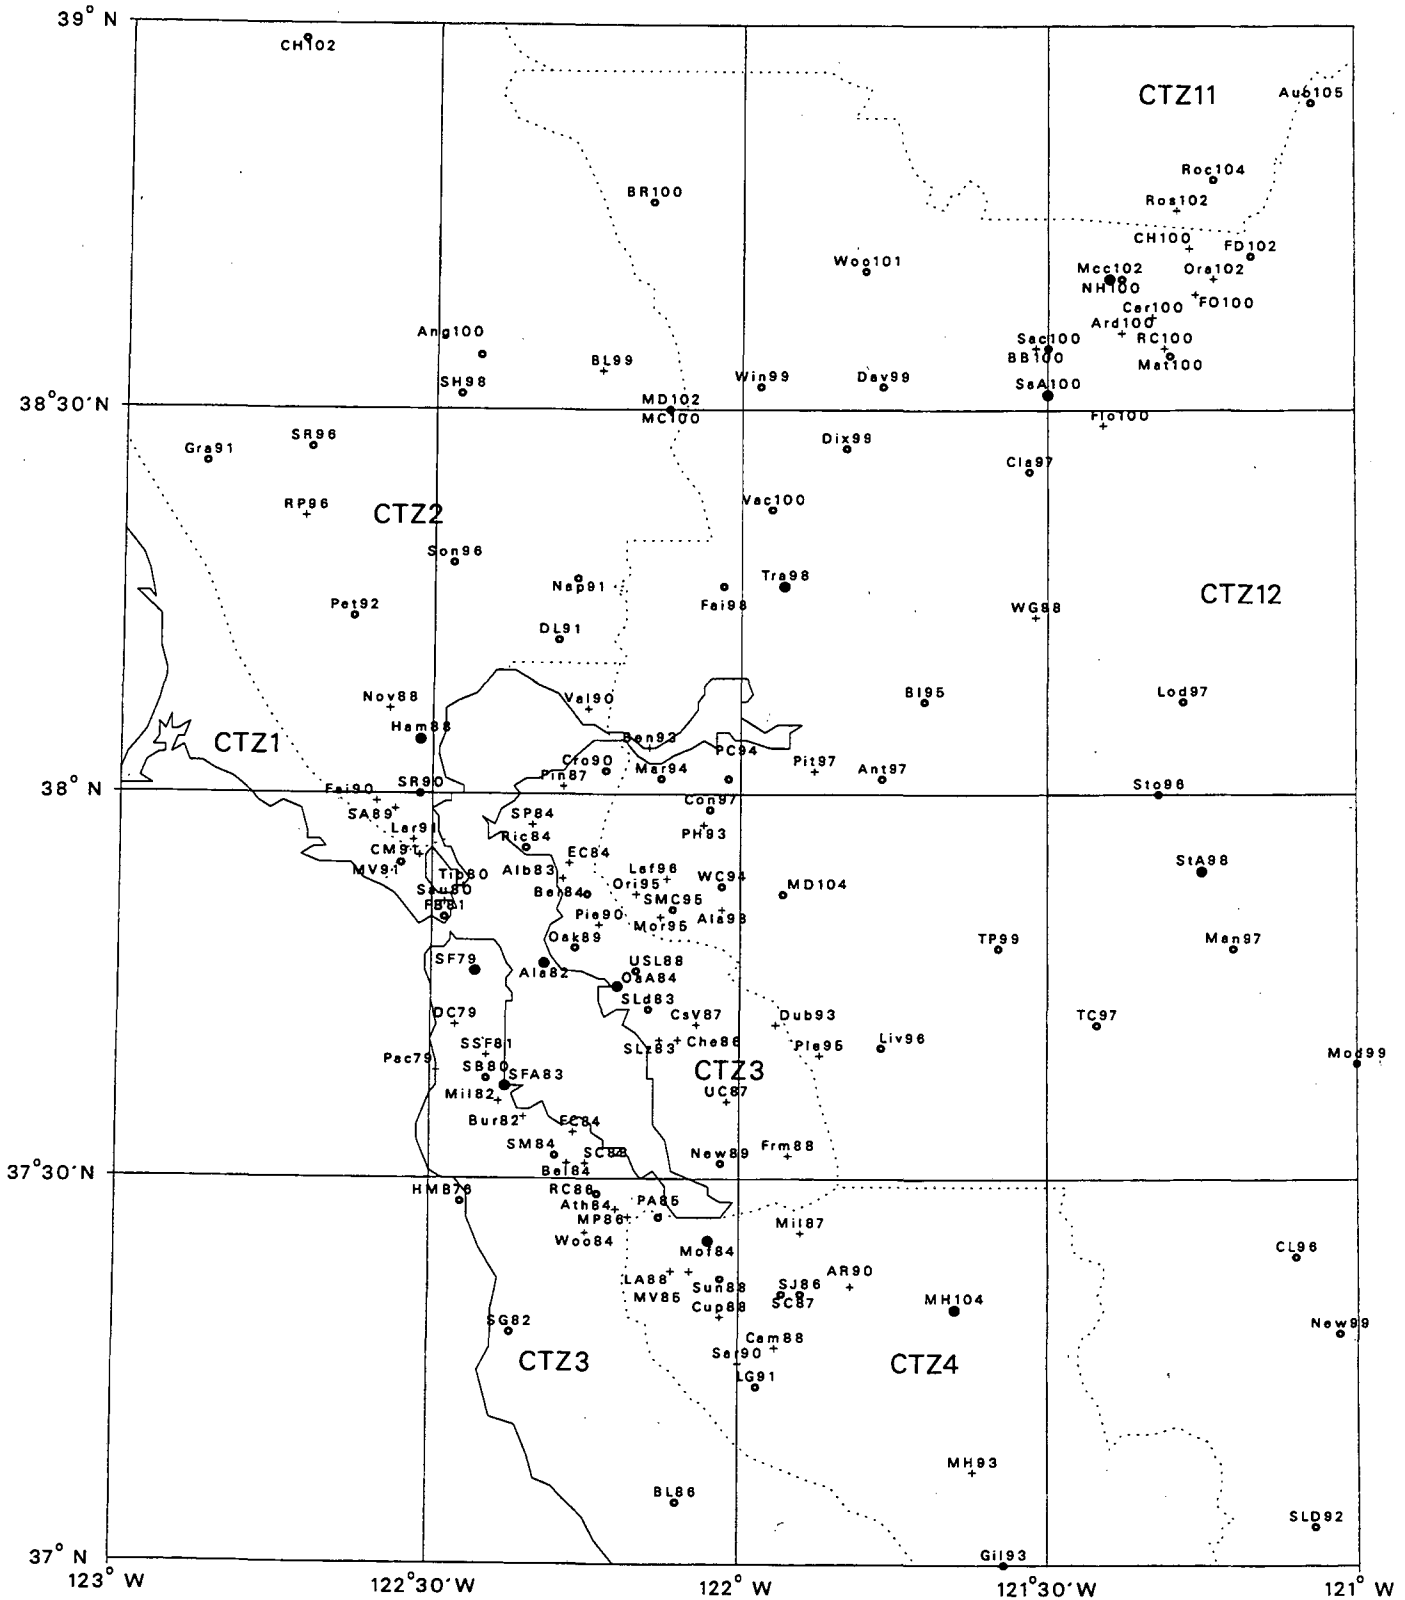 39° N
CH102
CTZ11
Aub105
Roc104
BR100
Ros102
CH100
FD102
Woo101
Mcc102
Ora102
NH100
FO100
Car100
Ard100
Ang100
Sac100
RC100
BB100
Mat100
BL99
SH98
Win99
Dav99
SaA100
38°30'N
MD102
MC100
Flo100
SR96
Gra91
Dix99
Cla97
RP96
CTZ2
Vac100
Son96
Nap91
Tra98
Fai98
CTZ12
Pet92
WG88
DL91
Nov88
Val90
BI95
Lod97
Ham88
CTZ1
Ben93
PC94
Cro90
Mar94
Pit97
Ant97
Pin87
38° N
SR90
Sto96
Fai90
SA89
SP84
Con97
Lar91
Ric84
PH93
CM91
EC84
MV91
Alb83
Laf96
StA98
Tib80
Ori95
WC94
MD104
Sau80
Bel84
SMC95
FB81
Pie90
Mor95
Ala98
Oak89
TP99
Man97
SF79
Ala82
USL88
OaA84
SLd83
DC79
CsV87
Dub93
TC97
SSF81
SLz83
Che86
Ple95
Liv96
Pac79
SB80
SFA83
CTZ3
Mod99
Mil82
UC87
Bur82
FC84
SM84
SC83
New89
Frm88
Bel84
37°30'N
HMB76
RC86
Ath84
PA85
MP86
Mil87
Woo84
Mof84
CL96
LA88
Sun88
SJ86
AR90
MV85
SC87
MH104
Cup88
SG82
Cam88
New99
CTZ3
Sar90
CTZ4
LG91
MH93
BL86
SLD92
37° N
Gil93
123° W
122°30'W
122° W
121°30'W
121° W